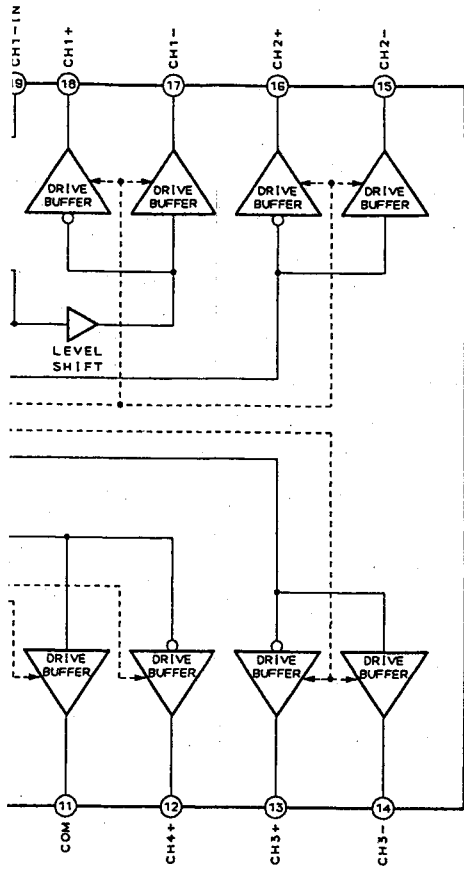 CH1-IN
CH1+
CH1-
CH2+
CH2-
19
18
17
16
15
DRIVE
BUFFER
DRIVE
BUFFER
DRIVE
BUFFER
DRIVE
BUFFER
LEVEL
SHIFT
DRIVE
BUFFER
DRIVE
BUFFER
DRIVE
BUFFER
DRIVE
BUFFER
11
12
13
14
COM
CH4+
CH3+
CH3-